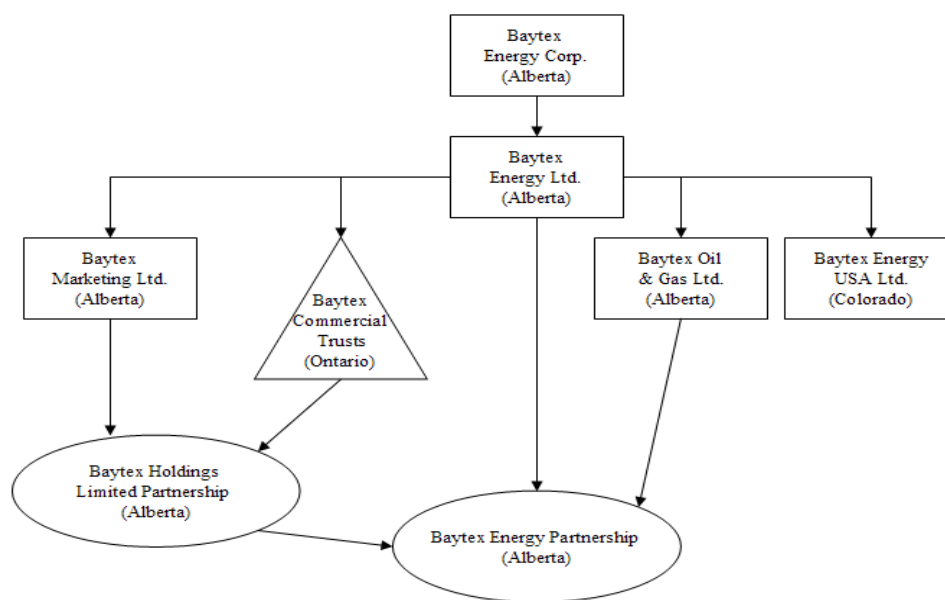 Baytex
Energy Corp.
(Alberta)
Baytex
Energy Ltd.
(Alberta)
Baytex
Marketing Ltd.
(Alberta)
Baytex
Commercial
Trusts
(Ontario)
Baytex Oil
& Gas Ltd.
(Alberta)
Baytex Energy
USA Ltd.
(Colorado)
Baytex Holdings
Limited Partnership
(Alberta)
Baytex Energy Partnership
(Alberta)